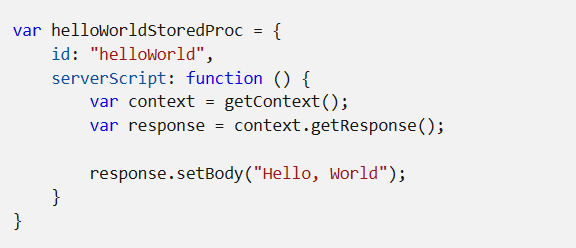 var helloWorldStoredProc = {
    id: "helloWorld",
    serverScript: function () {
        var context = getContext();
        var response = context.getResponse();

        response.setBody("Hello, World");
    }
}